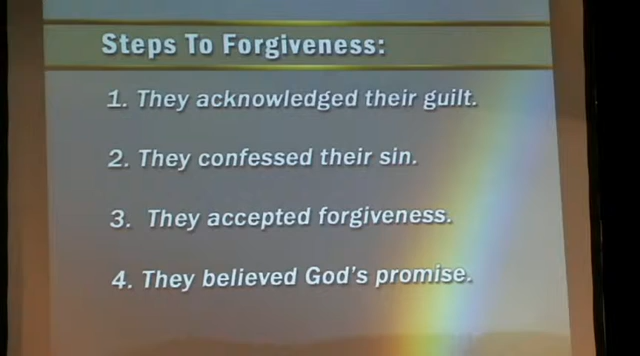 Steps To Forgiveness:
1. They acknowledged their guilt.
2. They confessed their sin.
3. They accepted forgiveness.
4. They believed God's promise.